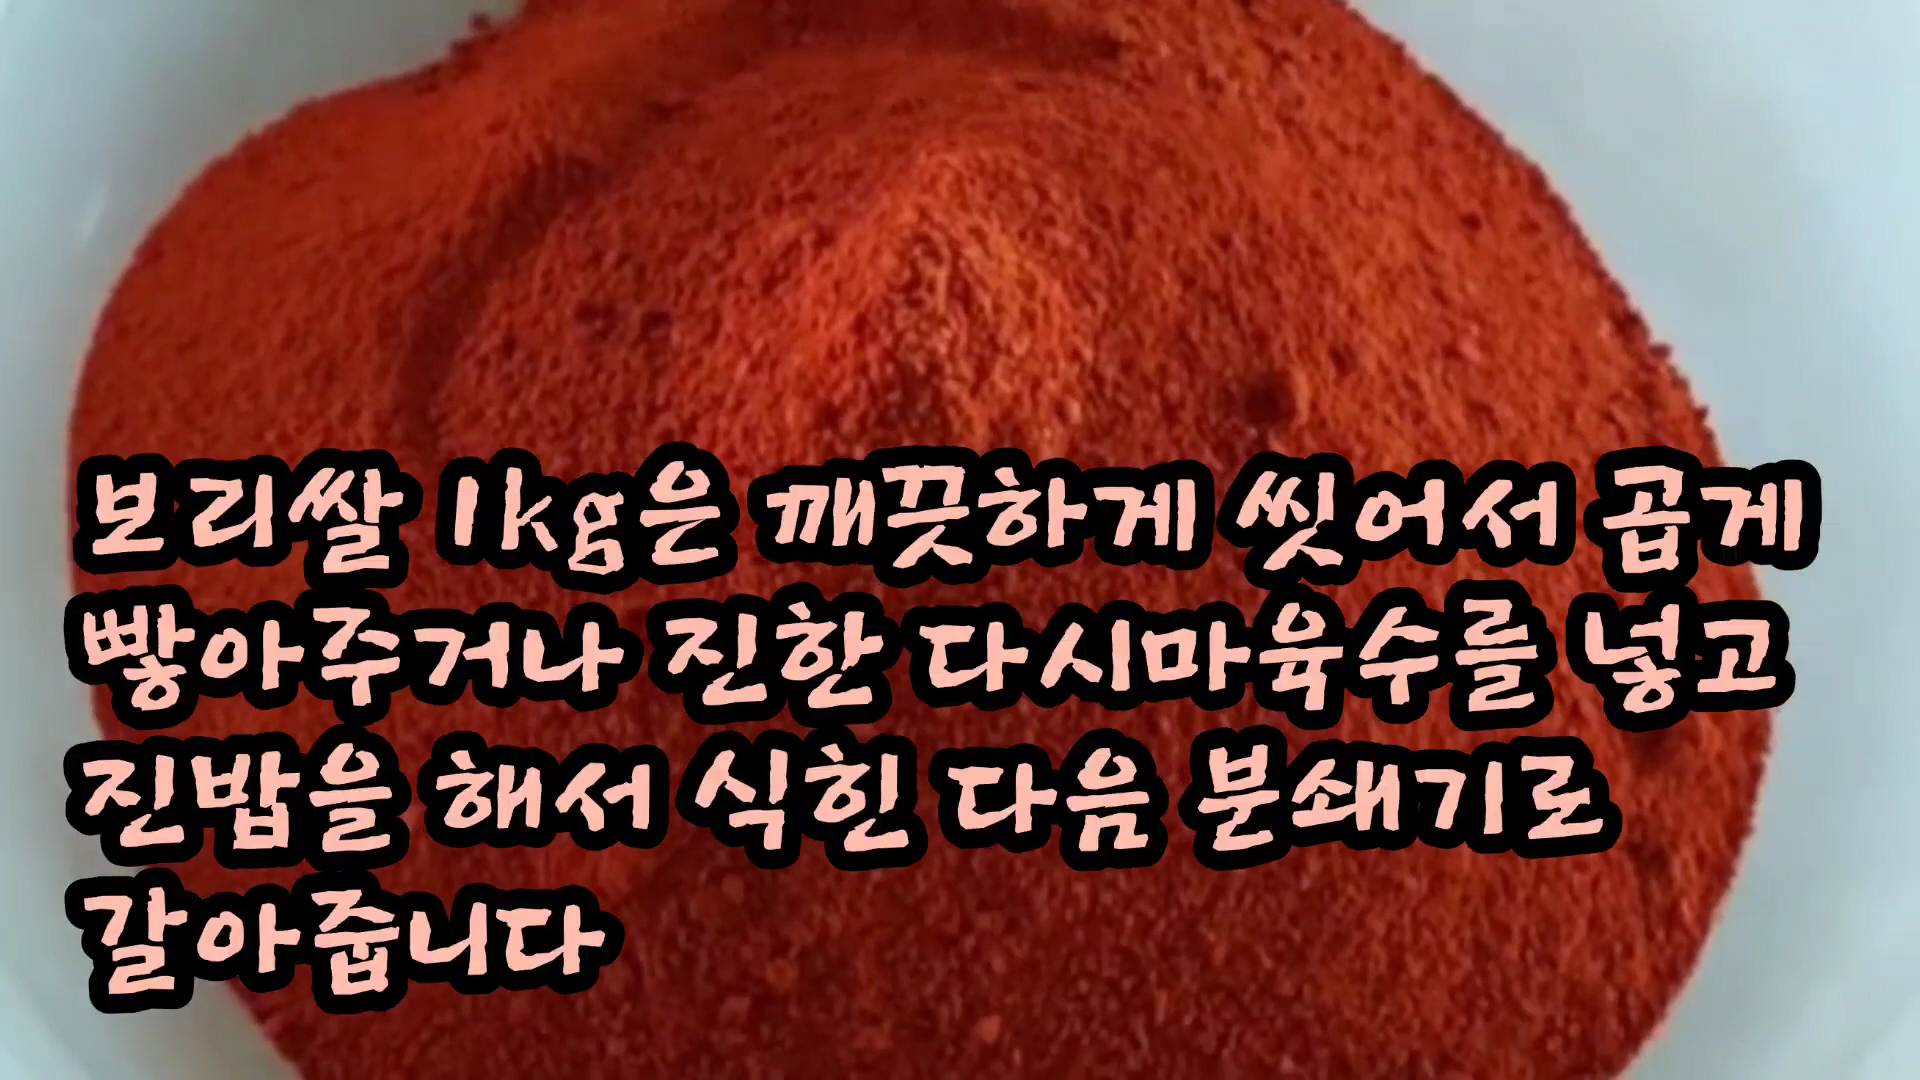 보리쌀 1kg은 깨끗하게 씻어서 곱게
빻아주거나 진한 다시마육수를 넣고
진밥을 해서 식힌 다음 분쇄기로
갈아줍니다